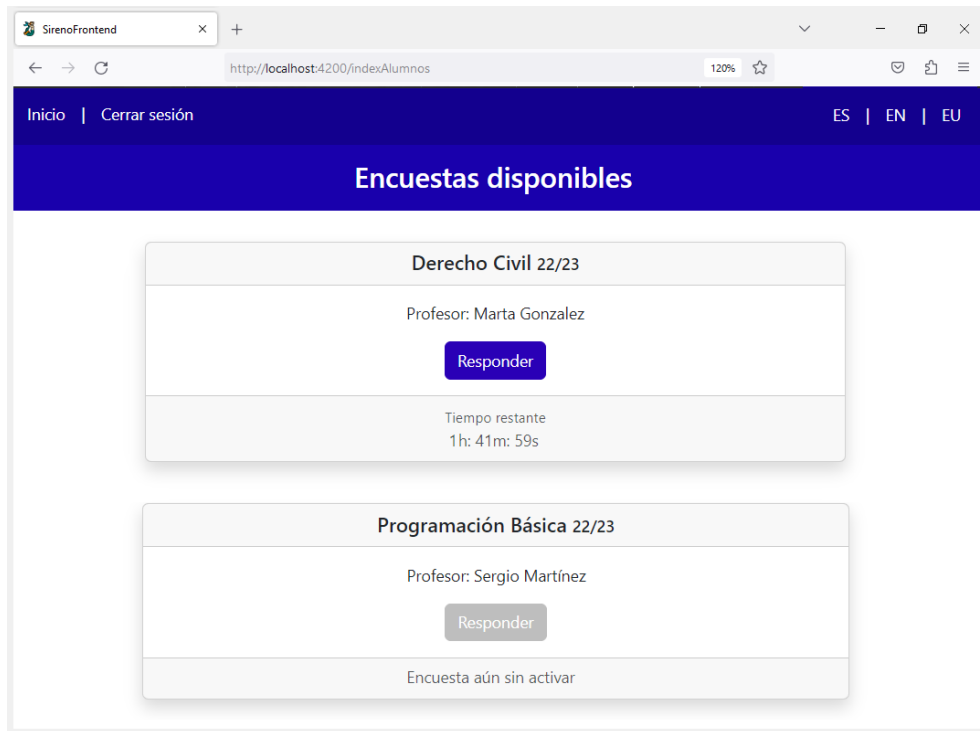 SirenoFrontend
http://localhost:4200/indexAlumnos 120%
Inicio | Cerrar sesión ES | EN | EU
Encuestas disponibles
Derecho Civil 22/23
Profesor: Marta Gonzalez
Responder
Tiempo restante
1h: 41m: 59s
Programación Básica 22/23
Profesor: Sergio Martínez
Responder
Encuesta aún sin activar